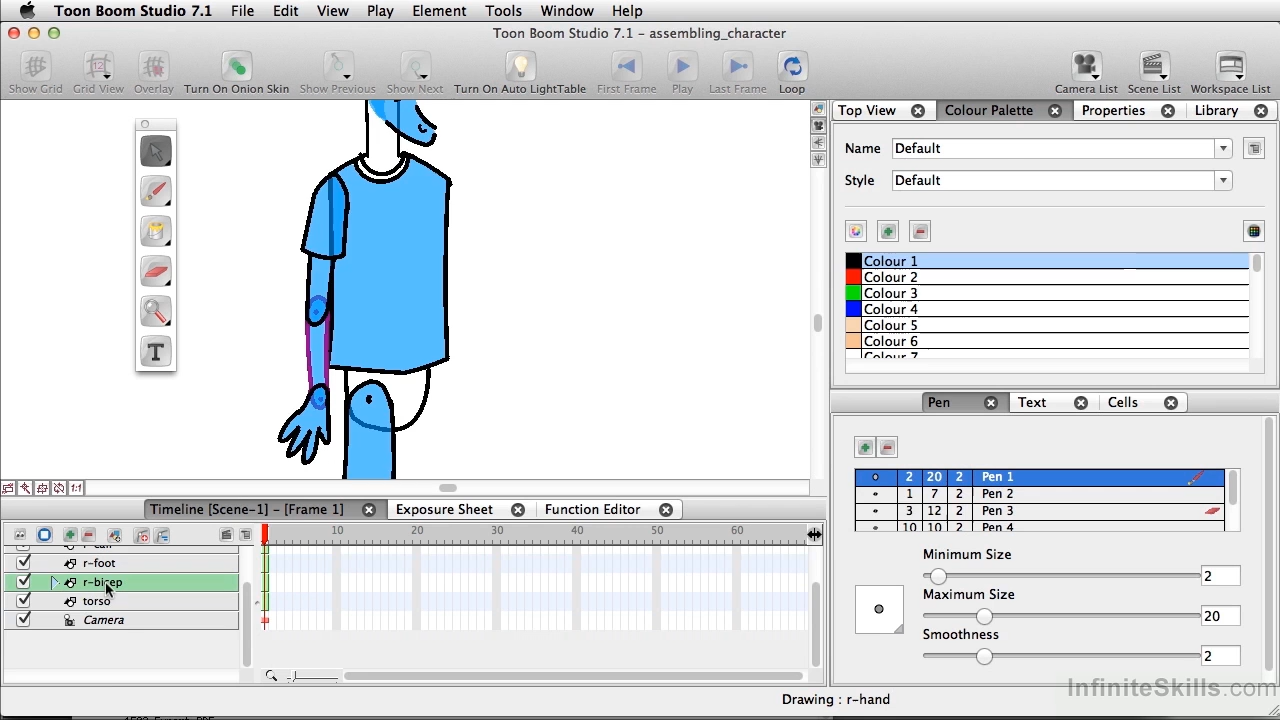 Toon Boom Studio 7.1 File Edit View Play Element Tools Window Help
Toon Boom Studio 7.1 - assembling_character
Show Grid Grid View Overlay Turn On Onion Skin Show Previous Show Next Turn On Auto LightTable First Frame Play Last Frame Loop Camera List Scene List Workspace List
Top View Colour Palette Properties Library
Name Default
Style Default
Colour 1
Colour 2
Colour 3
Colour 4
Colour 5
Colour 6
Colour 7
T
Pen Text Cells
2 20 2 Pen 1
1 7 2 Pen 2
3 12 2 Pen 3
10 10 2 Pen 4
Minimum Size
2
Maximum Size
20
Smoothness
2
1:1
Timeline [Scene-1] - [Frame 1] Exposure Sheet Function Editor
10 20 30 40 50 60
r-foot
r-bicep
torso
Camera
Drawing : r-hand
InfiniteSkills.com